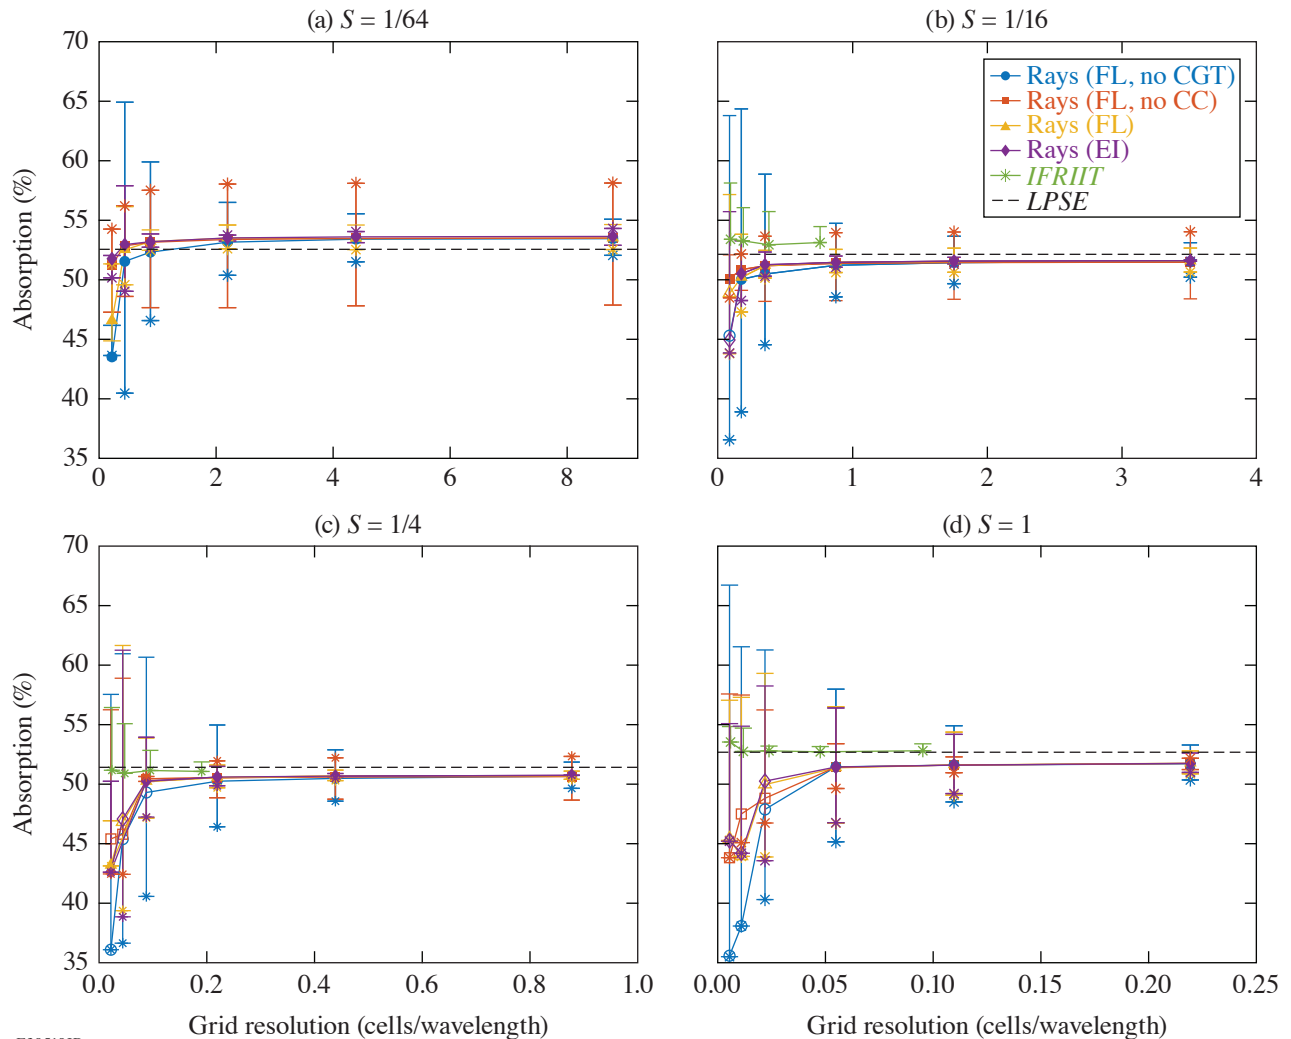 (a) S = 1/64
(b) S = 1/16
70
65
60
55
50
45
40
35
Absorption (%)
0 2 4 6 8
0 1 2 3 4
Rays (FL, no CGT)
Rays (FL, no CC)
Rays (FL)
Rays (EI)
IFRIIT
LPSE
(c) S = 1/4
(d) S = 1
70
65
60
55
50
45
40
35
Absorption (%)
0.0 0.2 0.4 0.6 0.8 1.0
0.00 0.05 0.10 0.15 0.20 0.25
Grid resolution (cells/wavelength)
Grid resolution (cells/wavelength)